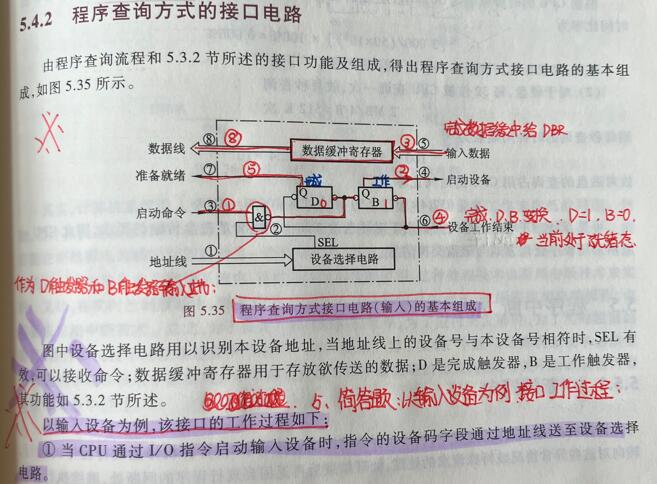 5.4.2 程序查询方式的接口电路
由程序查询流程和 5.3.2 节所述的接口功能及组成,得出程序查询方式接口电路的基本组
成,如图 5.35 所示。
完成数据缓冲至 DBR
数据线 ⑧ ⑧ 数据缓冲寄存器 ③ ⑤ 输入数据
准备就绪 ⑦ ⑤ 完成 工作 ② ④ 启动设备
Q D 0 Q B 1
启动命令 ③ ① & ② ⑥ ④ 设备工作结束
完成 D.B.变换 D=1. B=0.
当前处于就绪态
SEL
地址线 ① 设备选择电路
作为 D触发器和 B触发器
图 5.35 程序查询方式接口电路(输入)的基本组成
图中设备选择电路用以识别本设备地址,当地址线上的设备号与本设备号相符时,SEL 有
效,可以接收命令;数据缓冲寄存器用于存放欲传送的数据;D 是完成触发器,B 是工作触发器,
其功能如 5.3.2 节所述。
简答题:以输入设备为例 接口工作过程:
以输入设备为例,该接口的工作过程如下:
① 当 CPU 通过 I/O 指令启动输入设备时,指令的设备码字段通过地址线送至设备选择
电路。